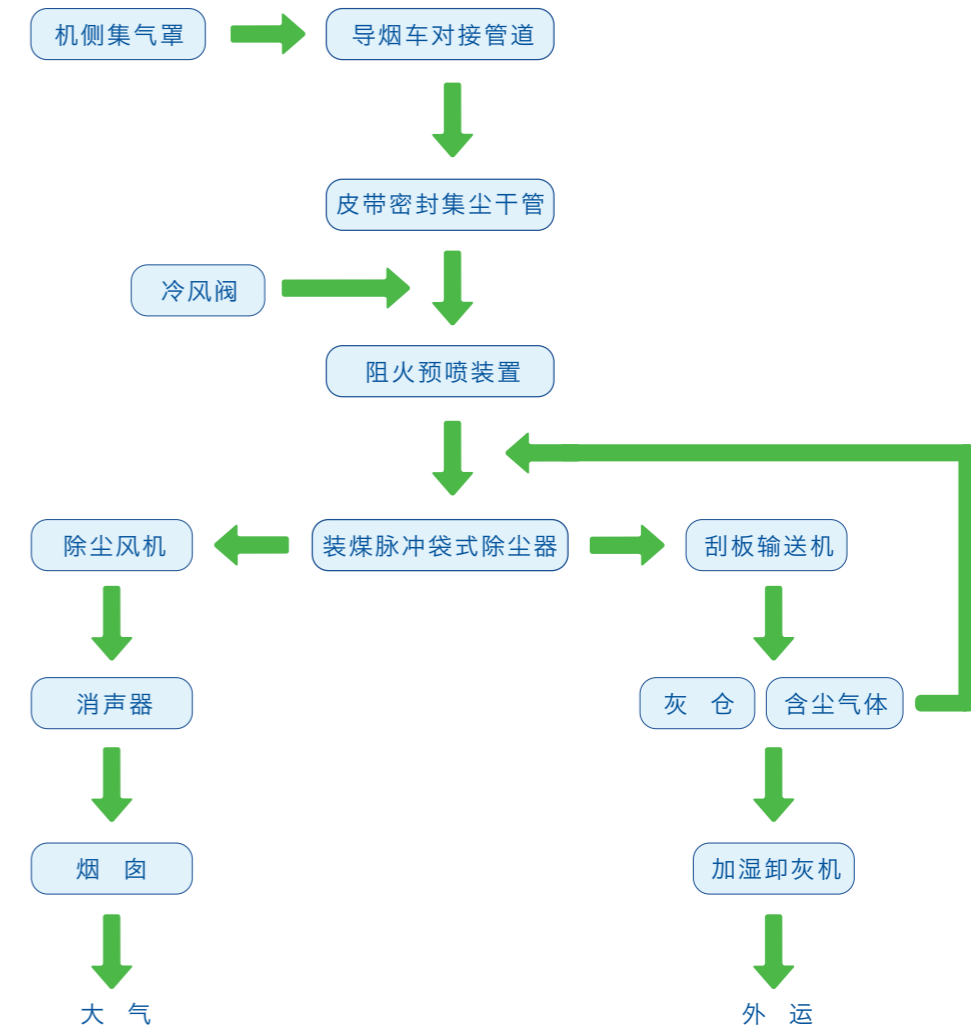 机侧集气罩
导烟车对接管道
皮带密封集尘干管
冷风阀
阻火预喷装置
除尘风机
装煤脉冲袋式除尘器
刮板输送机
消声器
灰 仓
含尘气体
烟 囱
加湿卸灰机
大 气
外 运